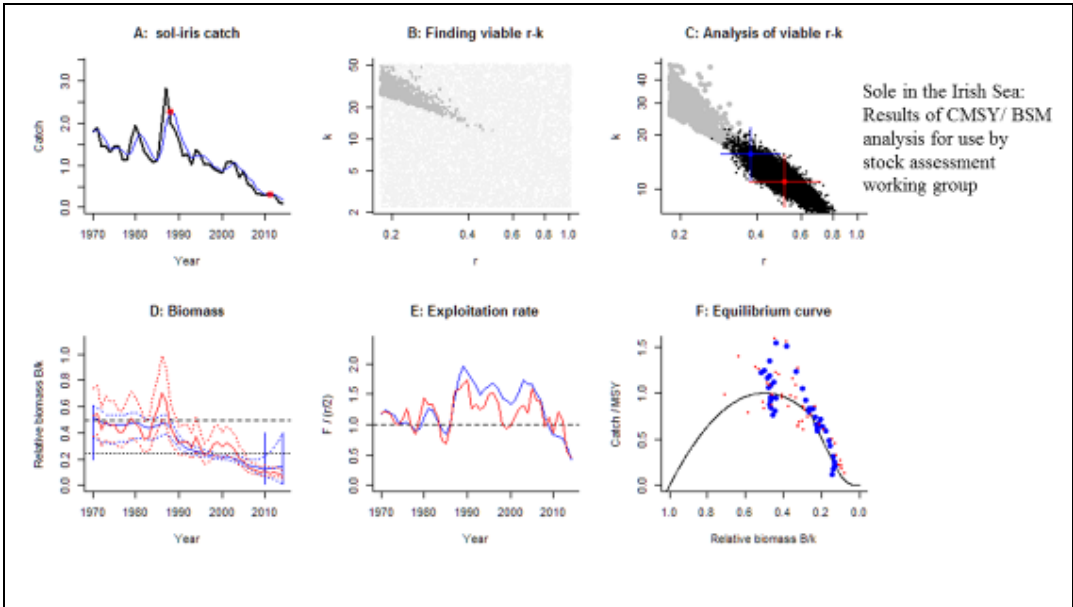 A: sol-iris catch
Catch
0.0 1.0 2.0 3.0
1970 1980 1990 2000 2010
Year
B: Finding viable r-k
k
2 5 10 20 50
0.2 0.4 0.6 0.8 1.0
r
C: Analysis of viable r-k
k
10 20 30 40
0.2 0.4 0.6 0.8 1.0
r
Sole in the Irish Sea:
Results of CMSY/ BSM
analysis for use by
stock assessment
working group
D: Biomass
Relative biomass B/k
0.0 0.2 0.4 0.6 0.8 1.0
1970 1980 1990 2000 2010
Year
E: Exploitation rate
F / (r/2)
0.0 0.5 1.0 1.5 2.0
1970 1980 1990 2000 2010
Year
F: Equilibrium curve
Catch / MSY
0.0 0.5 1.0 1.5
1.0 0.8 0.6 0.4 0.2 0.0
Relative biomass B/k